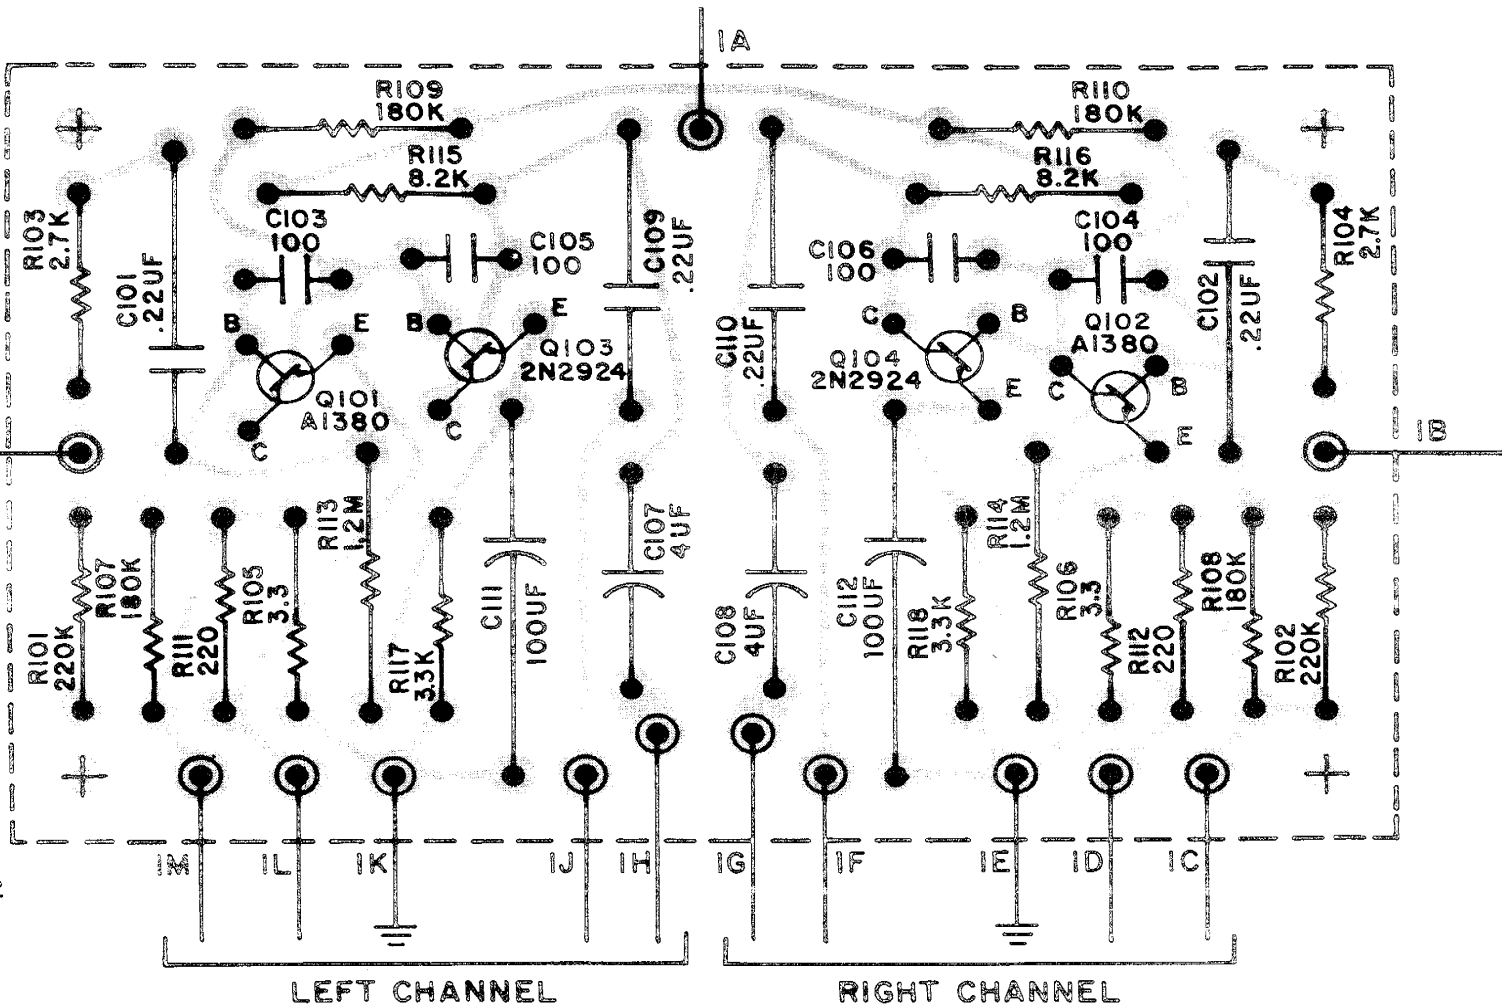 1A
R109
180K
R110
180K
R115
8.2K
R116
8.2K
R103
2.7K
C101
.22UF
C103
100
C105
100
C109
.22UF
C106
100
C104
100
C102
.22UF
R104
2.7K
B
E
B
E
C
B
Q101
A1380
C
Q103
2N2924
C
C110
.22UF
Q104
2N2924
E
Q102
A1380
C
B
E
1B
R101
220K
R107
180K
R111
220
R105
3.3
R113
1.2M
R117
3.3K
C111
100UF
C107
4UF
C108
4UF
C112
100UF
R118
3.3K
R114
1.2M
R106
3.3
R112
220
R108
180K
R102
220K
1M
1L
1K
1J
1H
1G
1F
1E
1D
1C
LEFT CHANNEL
RIGHT CHANNEL